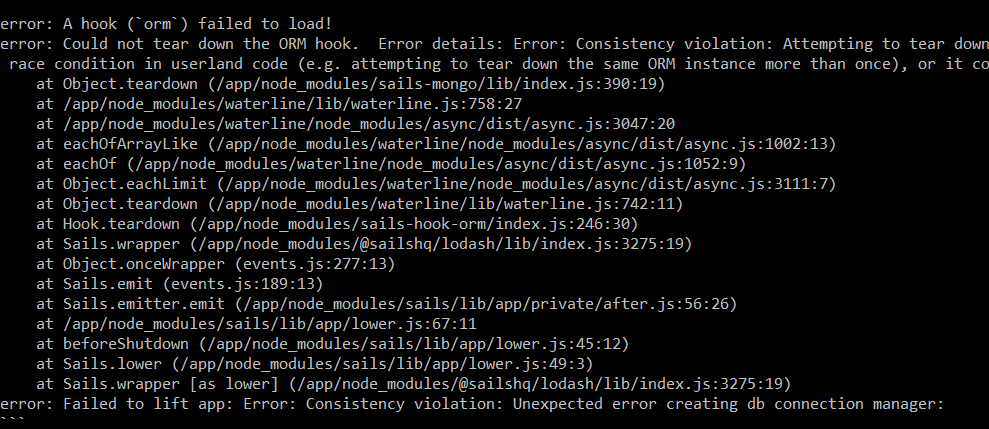 error: A hook (`orm`) failed to load!
error: Could not tear down the ORM hook.  Error details: Error: Consistency violation: Attempting to tear down
 race condition in userland code (e.g. attempting to tear down the same ORM instance more than once), or it co
    at Object.teardown (/app/node_modules/sails-mongo/lib/index.js:390:19)
    at /app/node_modules/waterline/lib/waterline.js:758:27
    at /app/node_modules/waterline/node_modules/async/dist/async.js:3047:20
    at eachOfArrayLike (/app/node_modules/waterline/node_modules/async/dist/async.js:1002:13)
    at eachOf (/app/node_modules/waterline/node_modules/async/dist/async.js:1052:9)
    at Object.eachLimit (/app/node_modules/waterline/node_modules/async/dist/async.js:3111:7)
    at Object.teardown (/app/node_modules/waterline/lib/waterline.js:742:11)
    at Hook.teardown (/app/node_modules/sails-hook-orm/index.js:246:30)
    at Sails.wrapper (/app/node_modules/@sailshq/lodash/lib/index.js:3275:19)
    at Object.onceWrapper (events.js:277:13)
    at Sails.emit (events.js:189:13)
    at Sails.emitter.emit (/app/node_modules/sails/lib/app/private/after.js:56:26)
    at /app/node_modules/sails/lib/app/lower.js:67:11
    at beforeShutdown (/app/node_modules/sails/lib/app/lower.js:45:12)
    at Sails.lower (/app/node_modules/sails/lib/app/lower.js:49:3)
    at Sails.wrapper [as lower] (/app/node_modules/@sailshq/lodash/lib/index.js:3275:19)
error: Failed to lift app: Error: Consistency violation: Unexpected error creating db connection manager:
```